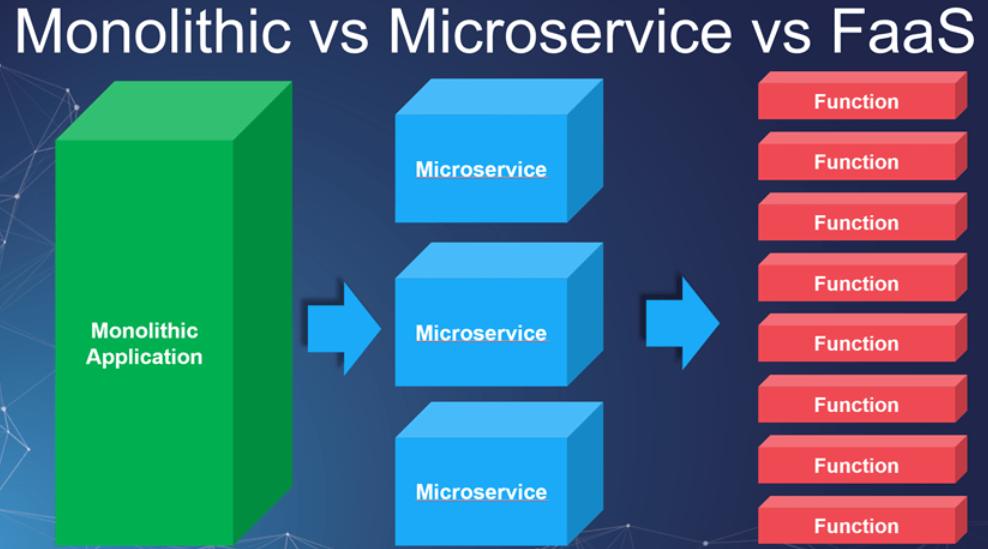 Monolithic vs Microservice vs FaaS
Monolithic
Application
Microservice
Microservice
Microservice
Function
Function
Function
Function
Function
Function
Function
Function